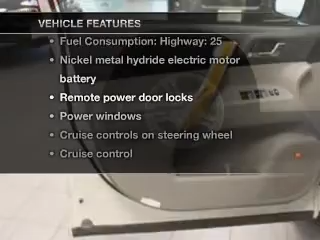 VEHICLE FEATURES
• Fuel Consumption: Highway: 25
• Nickel metal hydride electric motor
battery
• Remote power door locks
• Power windows
• Cruise controls on steering wheel
• Cruise control